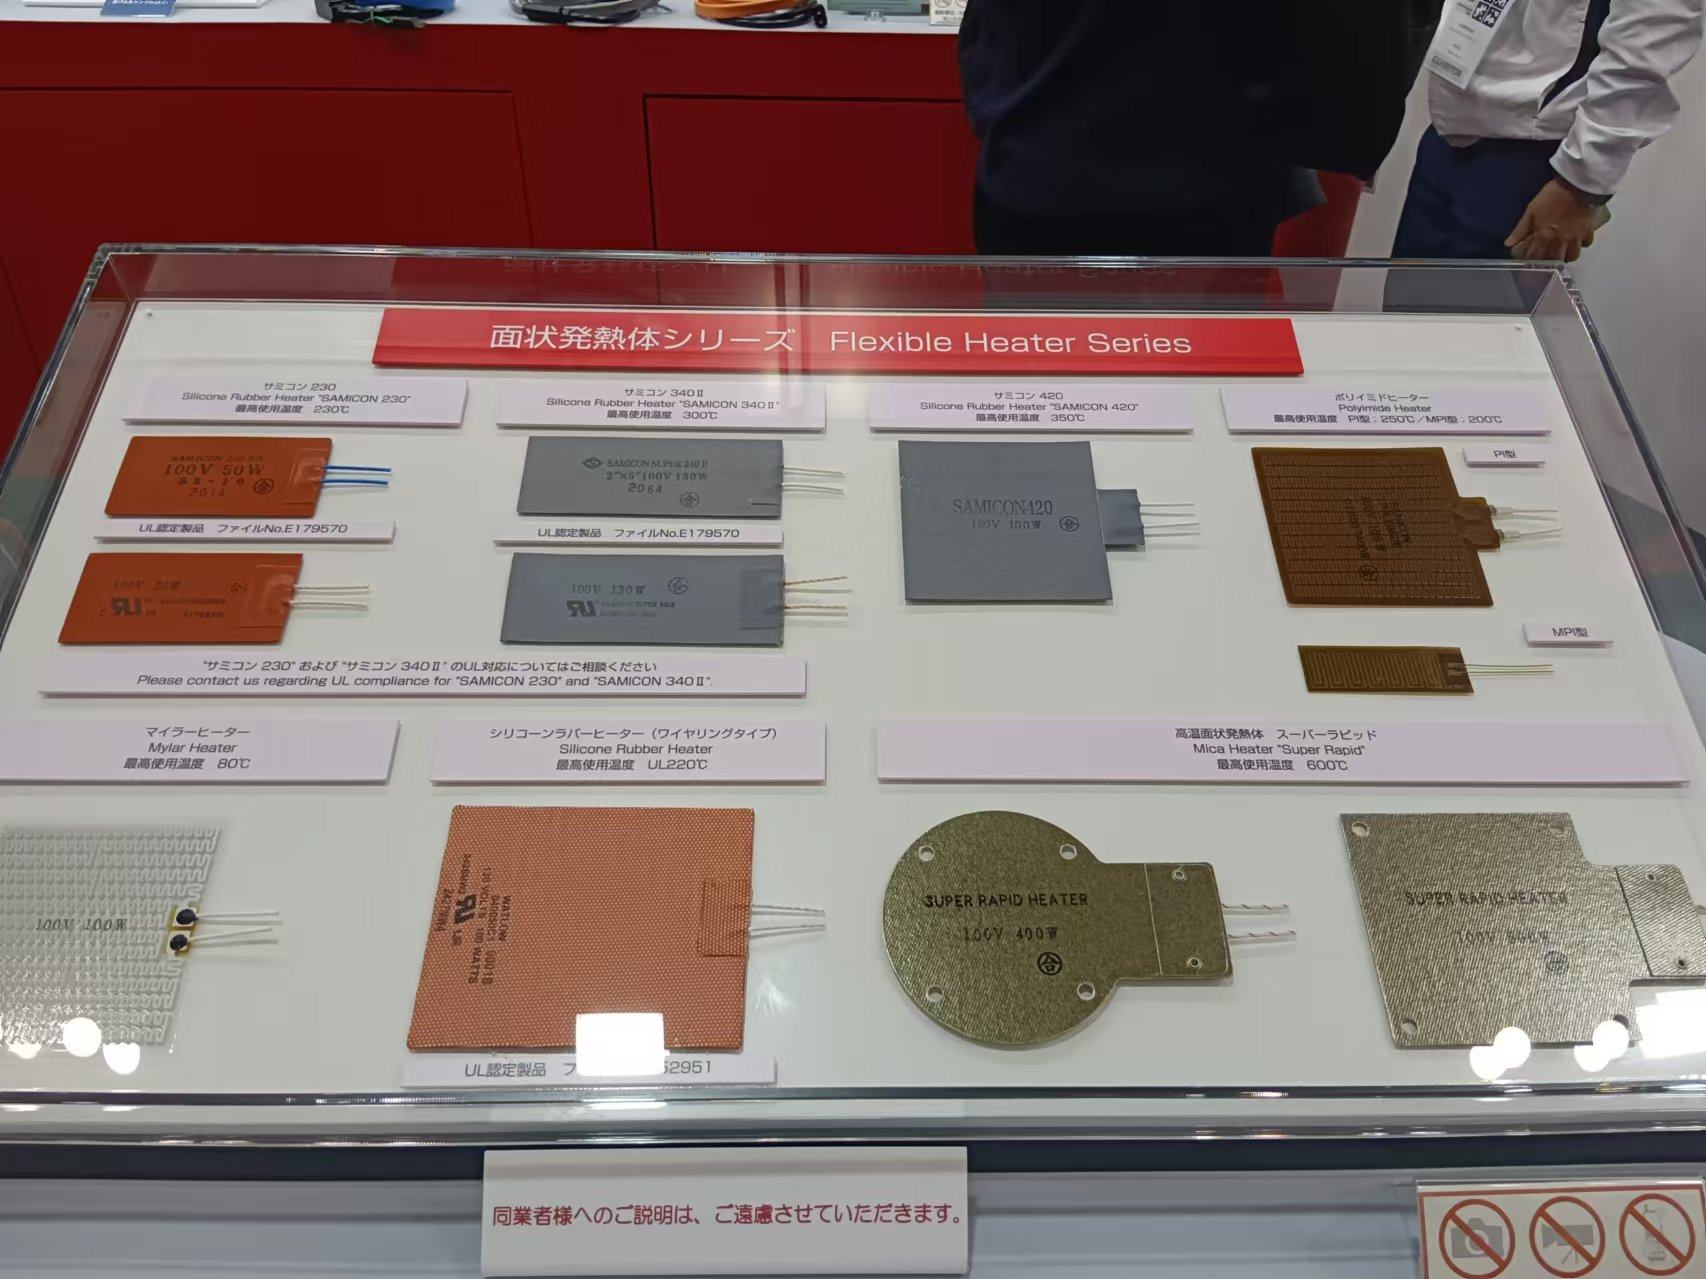 面状発熱体シリーズ Flexible Heater Series
サミコン 230
Silicone Rubber Heater "SAMICON 230"
最高使用温度 230℃
サミコン 340Ⅱ
Silicone Rubber Heater "SAMICON 340Ⅱ"
最高使用温度 300℃
サミコン 420
Silicone Rubber Heater "SAMICON 420"
最高使用温度 350℃
ポリイミドヒーター
Polyimide Heater
最高使用温度 PI型：250℃／MPI型：200℃
SAMICON 230
100V 50W
2014
SAMICON SUPER 340Ⅱ
2"×5" 100V 130W
2064
SAMICON420
100V 100W
PI型
UL認定製品 ファイルNo.E179570
UL認定製品 ファイルNo.E179570
100V 50W
100V 130W
MPI型
"サミコン 230" および "サミコン 340Ⅱ" のUL対応についてはご相談ください
Please contact us regarding UL compliance for "SAMICON 230" and "SAMICON 340Ⅱ".
マイラーヒーター
Mylar Heater
最高使用温度 80℃
シリコーンラバーヒーター（ワイヤリングタイプ）
Silicone Rubber Heater
最高使用温度 UL220℃
高温面状発熱体 スーパーラピッド
Mica Heater "Super Rapid"
最高使用温度 600℃
100V 100W
WATLOW
SUPER RAPID HEATER
100V 400W
合
SUPER RAPID HEATER
100V
UL認定製品 フ
52951
同業者様へのご説明は、ご遠慮させていただきます。